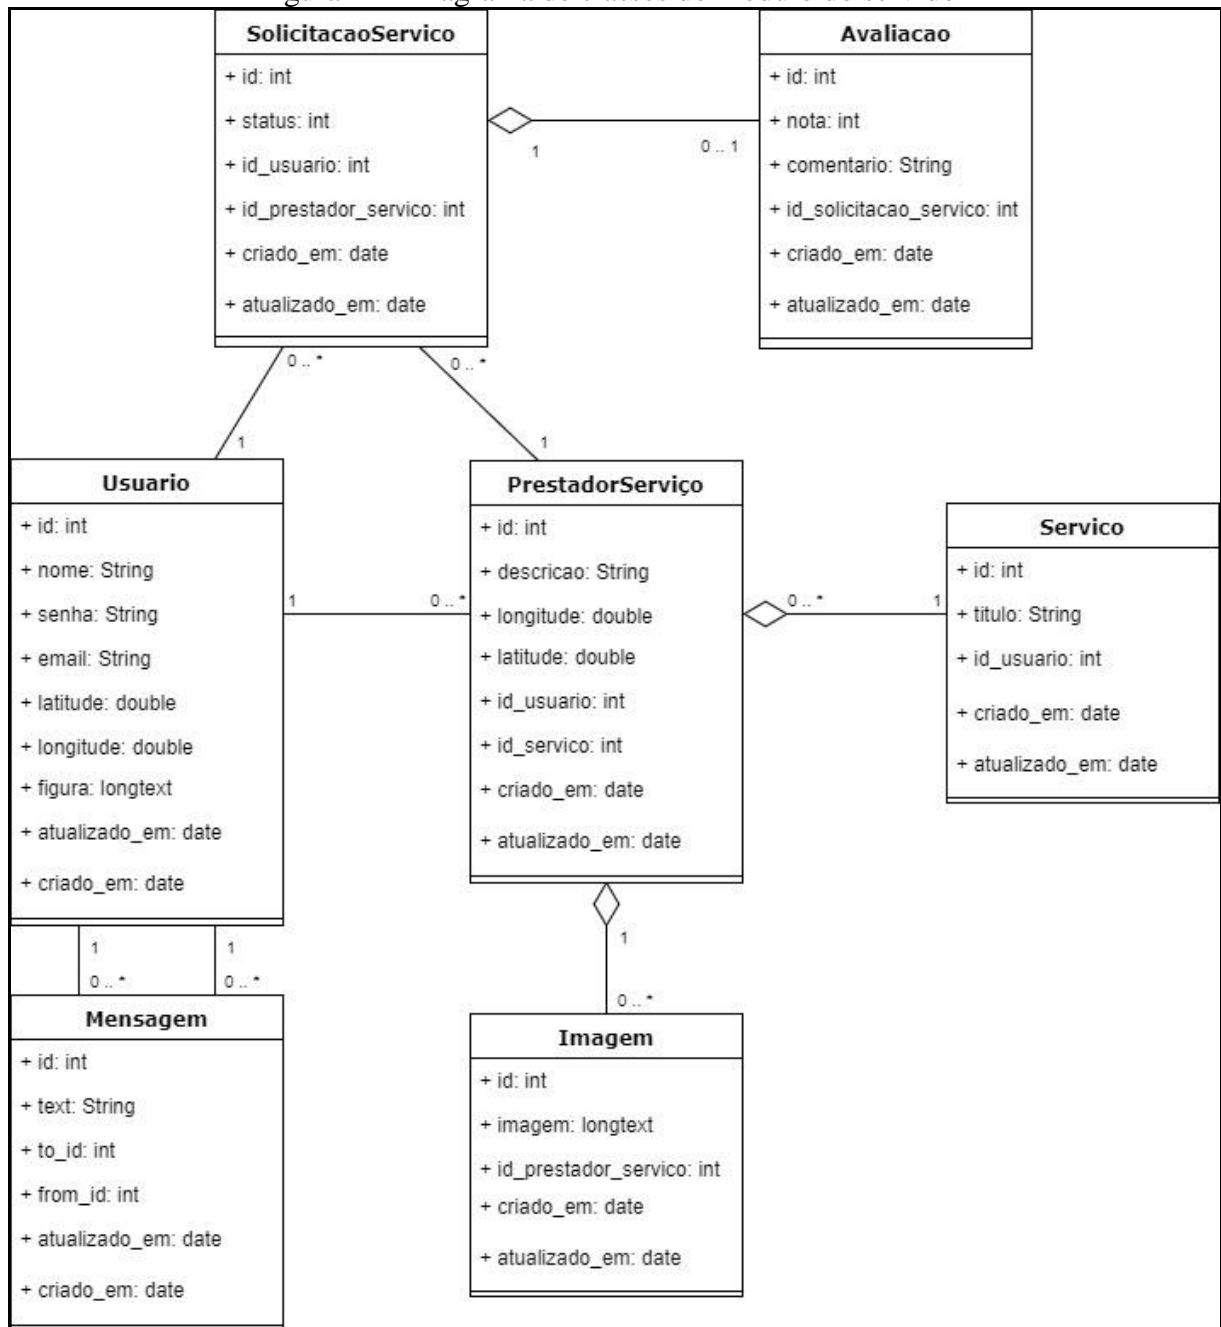 SolicitacaoServico
+ id: int
+ status: int
+ id_usuario: int
+ id_prestador_servico: int
+ criado_em: date
+ atualizado_em: date
Avaliacao
+ id: int
+ nota: int
+ comentario: String
+ id_solicitacao_servico: int
+ criado_em: date
+ atualizado_em: date
1
0 .. 1
0 .. *
0 .. *
1
1
Usuario
+ id: int
+ nome: String
+ senha: String
+ email: String
+ latitude: double
+ longitude: double
+ figura: longtext
+ atualizado_em: date
+ criado_em: date
1
0 .. *
PrestadorServiço
+ id: int
+ descricao: String
+ longitude: double
+ latitude: double
+ id_usuario: int
+ id_servico: int
+ criado_em: date
+ atualizado_em: date
0 .. *
1
Servico
+ id: int
+ titulo: String
+ id_usuario: int
+ criado_em: date
+ atualizado_em: date
1
1
0 .. *
0 .. *
Mensagem
+ id: int
+ text: String
+ to_id: int
+ from_id: int
+ atualizado_em: date
+ criado_em: date
1
0 .. *
Imagem
+ id: int
+ imagem: longtext
+ id_prestador_servico: int
+ criado_em: date
+ atualizado_em: date